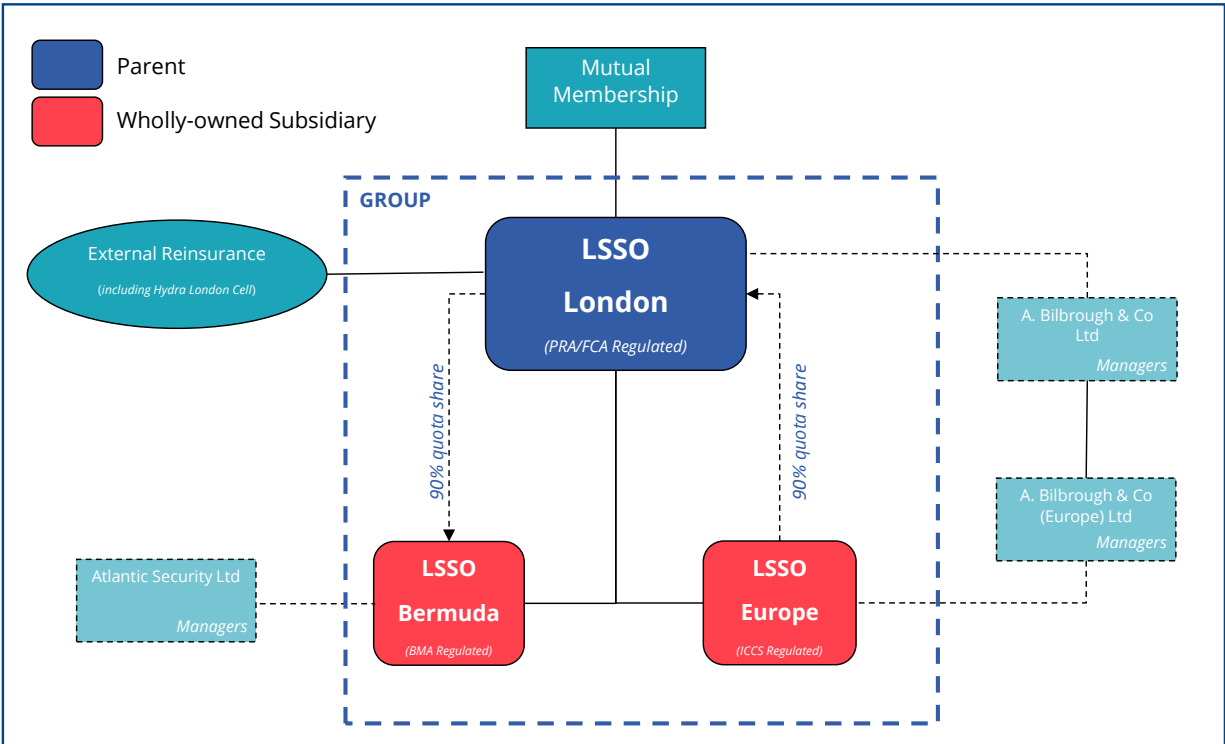 Parent
Wholly-owned Subsidiary
Mutual
Membership
GROUP
External Reinsurance
(including Hydra London Cell)
LSSO
London
(PRA/FCA Regulated)
A. Bilbrough & Co
Ltd
Managers
90% quota share
90% quota share
A. Bilbrough & Co
(Europe) Ltd
Managers
Atlantic Security Ltd
Managers
LSSO
Bermuda
(BMA Regulated)
LSSO
Europe
(ICCS Regulated)